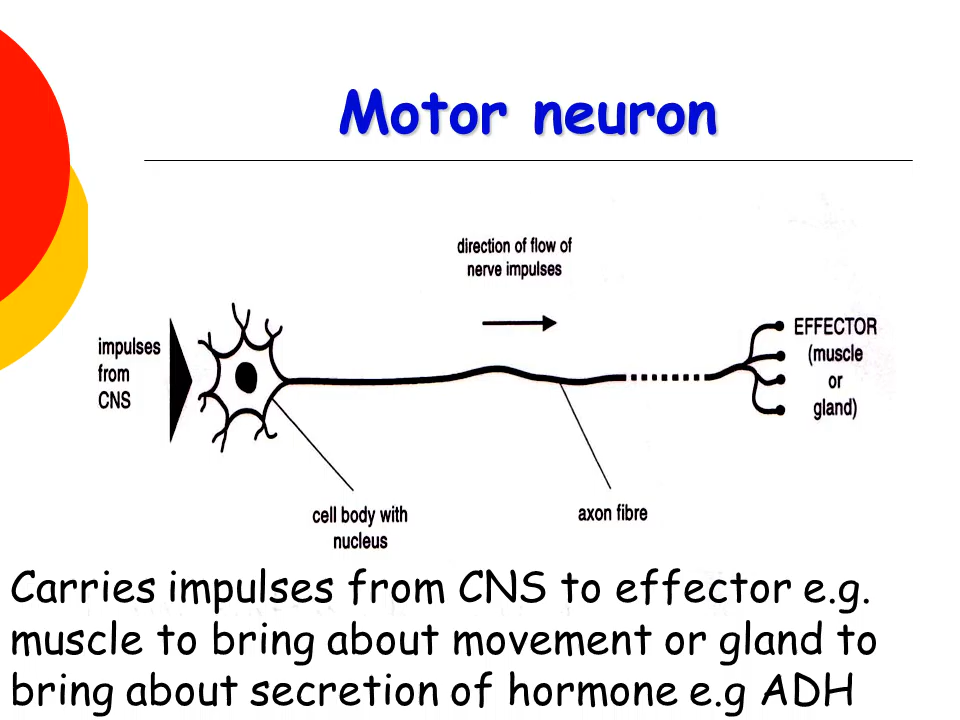 Motor neuron
direction of flow of
nerve impulses
impulses
from
CNS
EFFECTOR
(muscle
or
gland)
cell body with
nucleus
axon fibre
Carries impulses from CNS to effector e.g.
muscle to bring about movement or gland to
bring about secretion of hormone e.g ADH